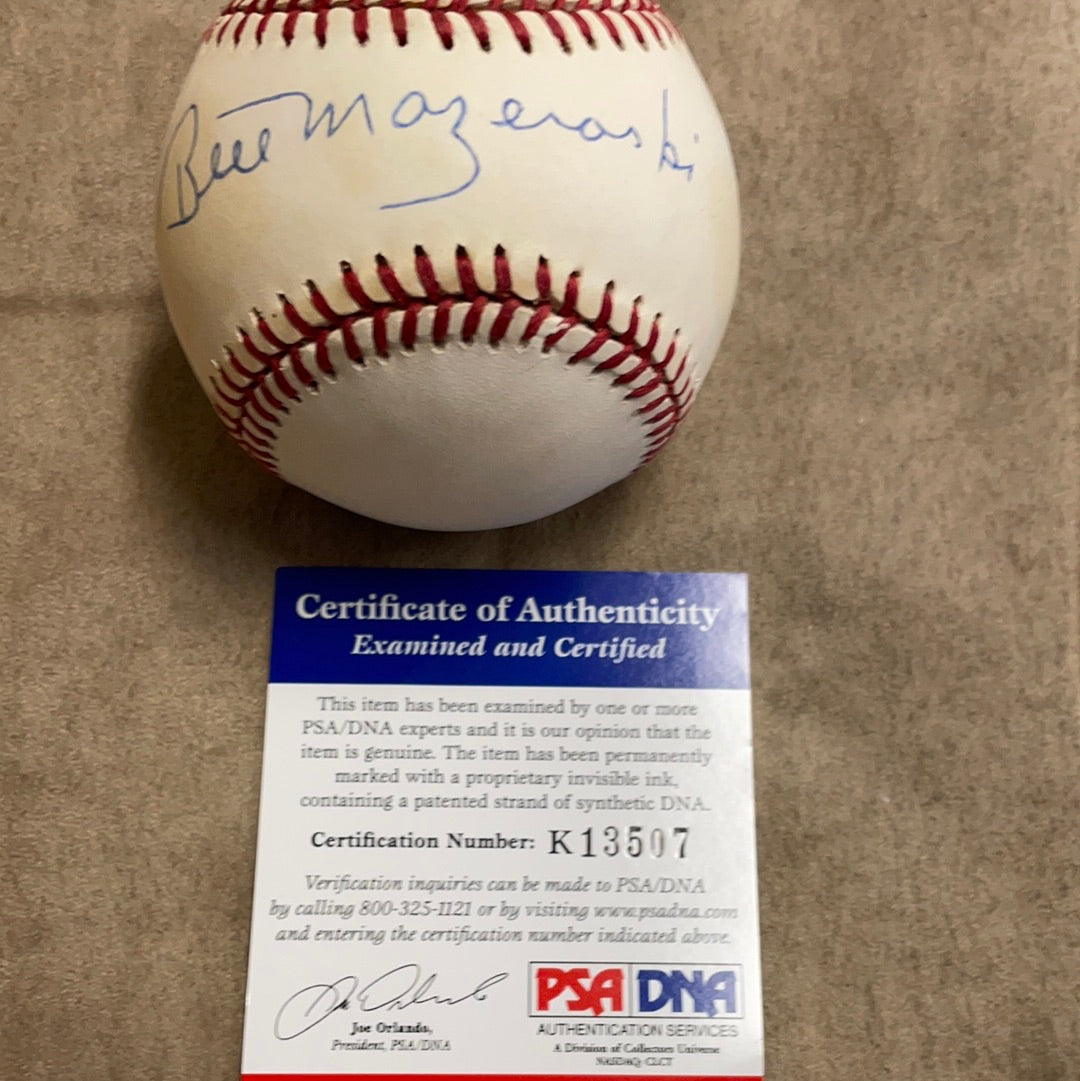 Bill Mazeroski
Certificate of Authenticity
Examined and Certified
This item has been examined by one or more
PSA/DNA experts and it is our opinion that the
item is genuine. The item has been permanently
marked with a proprietary invisible ink,
containing a patented strand of synthetic DNA.
Certification Number: K13507
Verification inquiries can be made to PSA/DNA
by calling 800-325-1121 or by visiting www.psadna.com
and entering the certification number indicated above.
Joe Orlando
Joe Orlando,
President, PSA/DNA
PSA DNA
AUTHENTICATION SERVICES
A Division of Collectors Universe
NASDAQ: CLCT